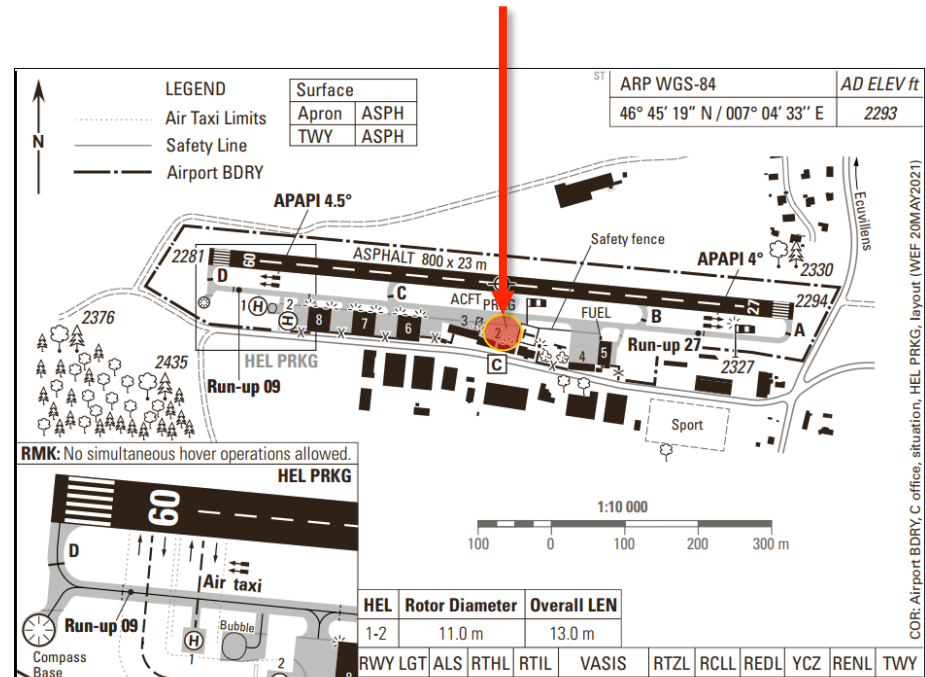 LEGEND
Air Taxi Limits
Safety Line
Airport BDRY
N
Surface
Apron ASPH
TWY ASPH
ST
ARP WGS-84
AD ELEV ft
46° 45' 19'' N / 007° 04' 33'' E
2293
APAPI 4.5°
Ecuvillens
Safety fence
2281
09
ASPHALT 800 x 23 m
APAPI 4°
2330
D
C
ACFT PRKG
27
2294
1 H
2
H
3
2
FUEL
B
A
8
7
6
C
4
5
Run-up 27
2327
2376
2435
HEL PRKG
Run-up 09
Sport
RMK: No simultaneous hover operations allowed.
HEL PRKG
09
D
Air taxi
Run-up 09
Bubble
H
1
2
Compass
Base
8
1:10 000
100 0 100 200 300 m
HEL Rotor Diameter Overall LEN
1-2 11.0 m 13.0 m
RWY LGT ALS RTHL RTIL VASIS RTZL RCLL REDL YCZ RENL TWY
COR: Airport BDRY, C office, situation, HEL PRKG, layout (WEF 20MAY2021)